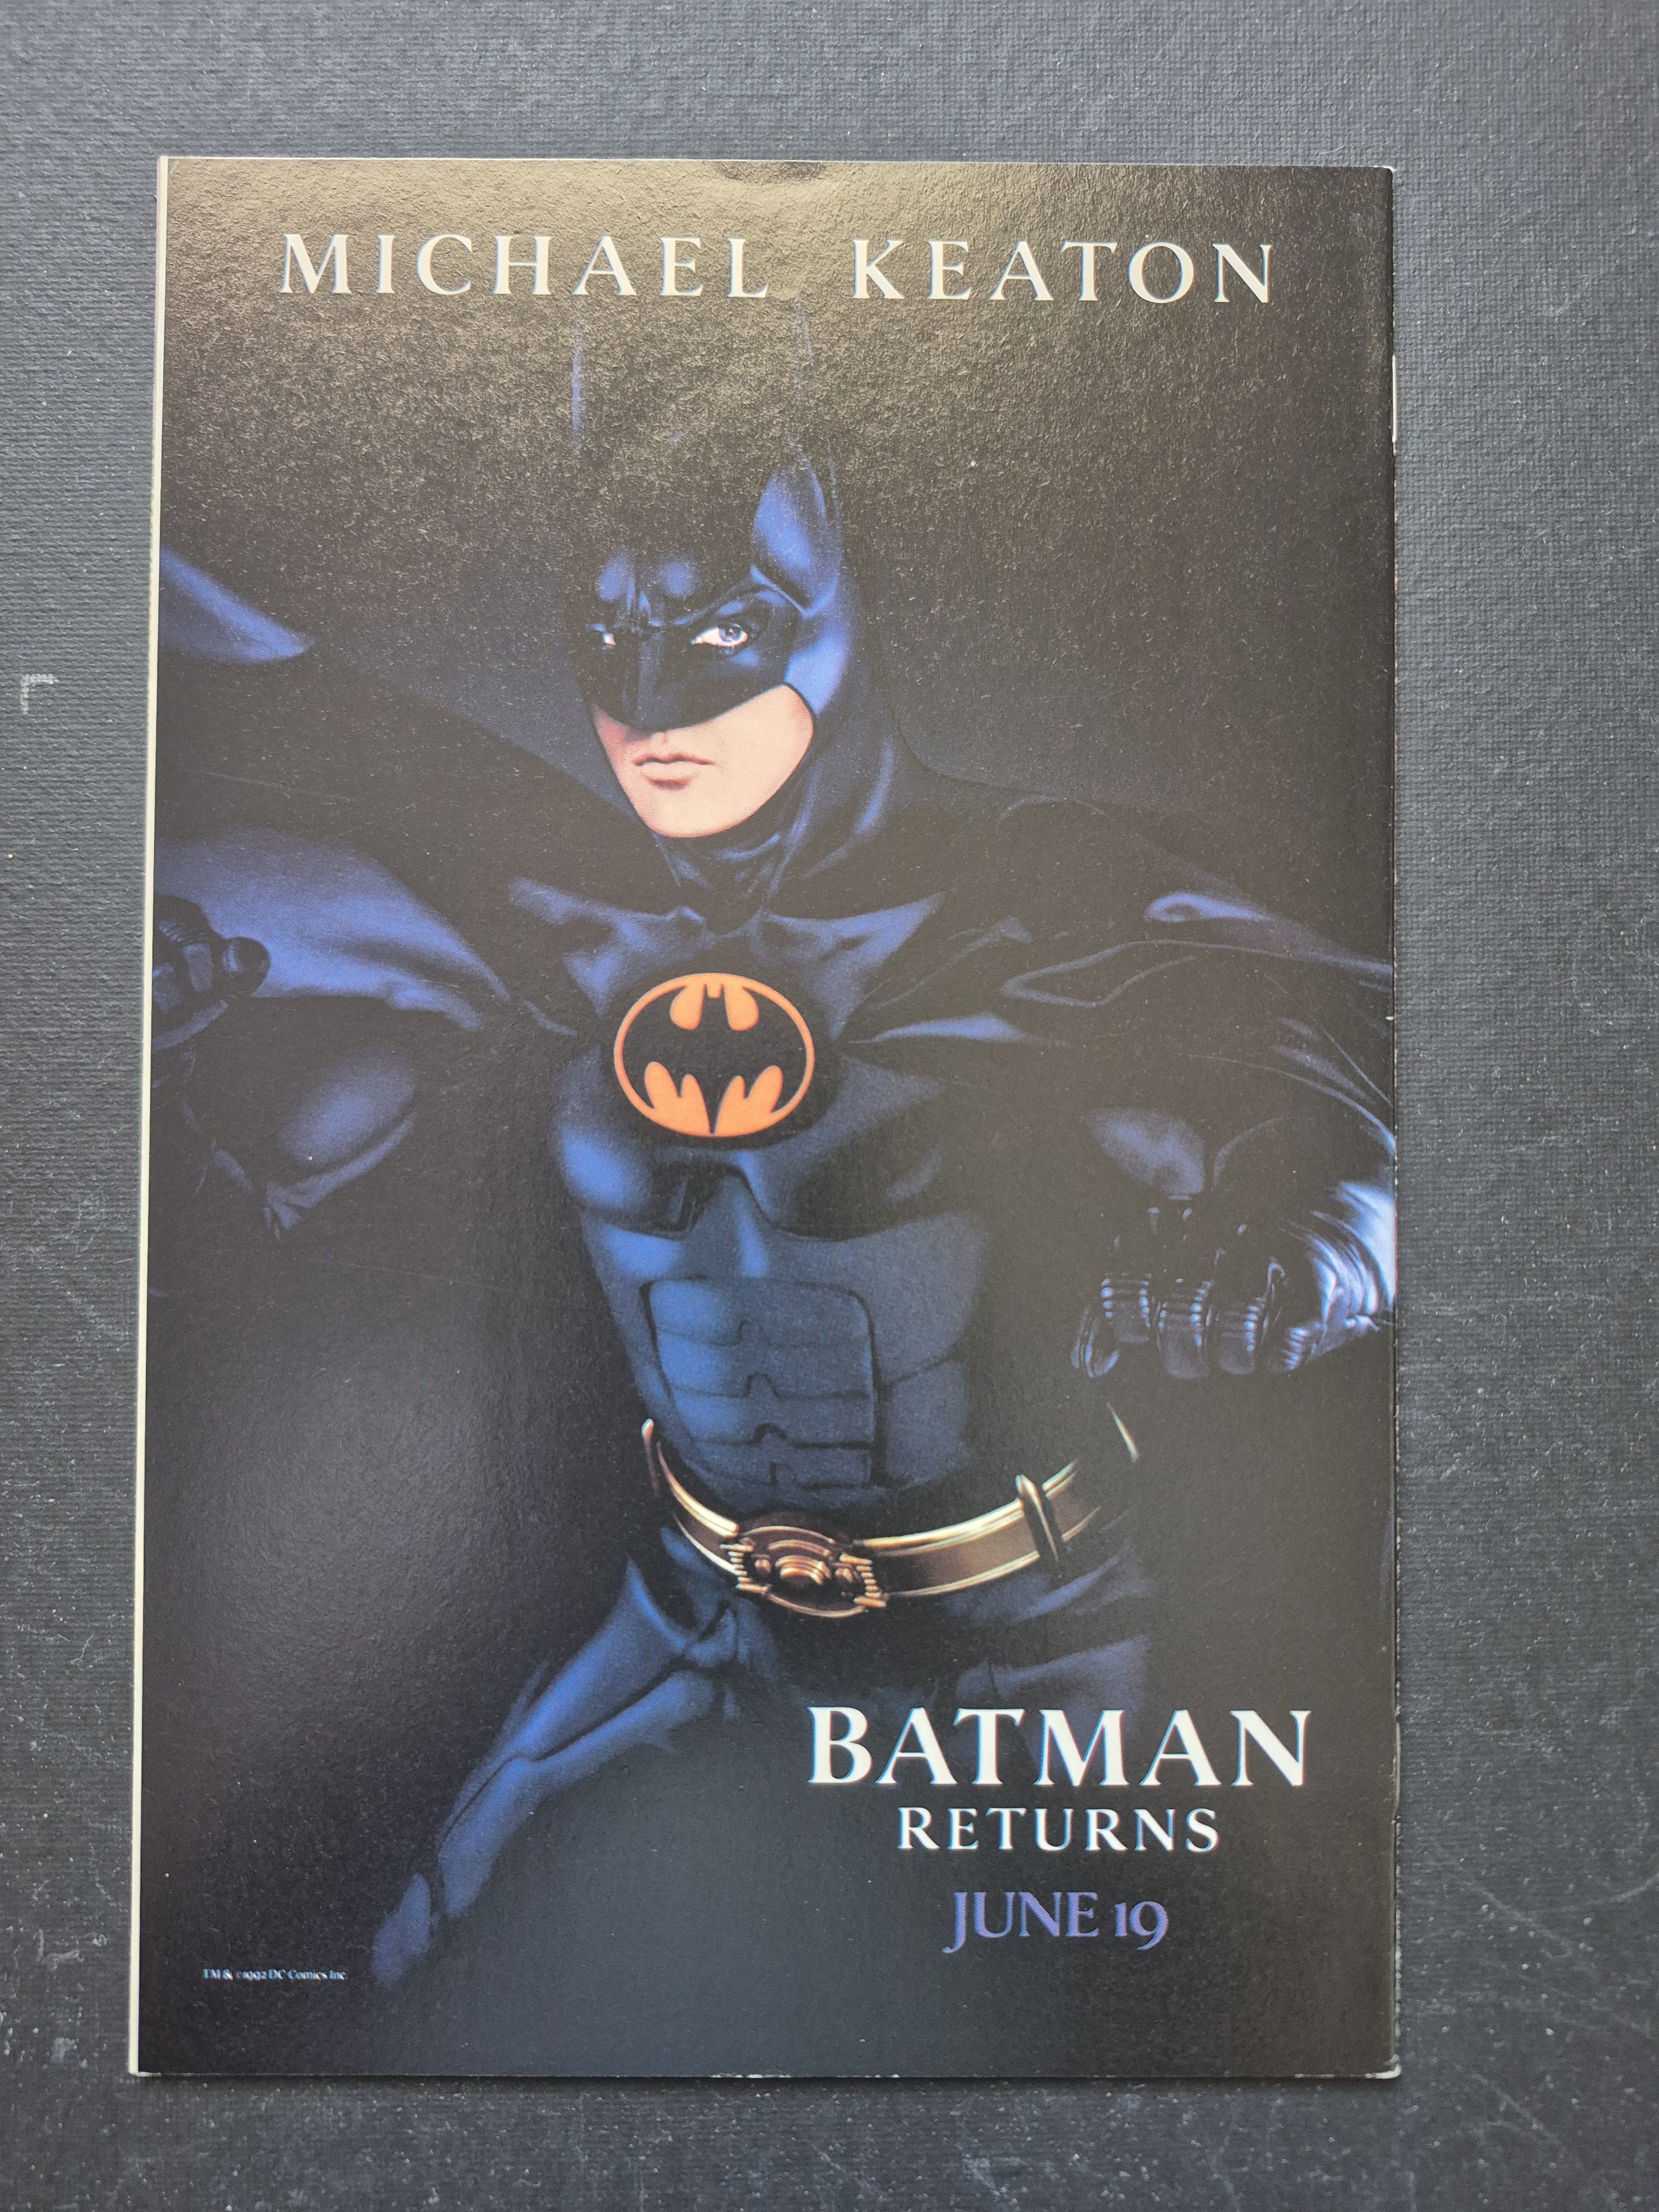 MICHAEL KEATON
BATMAN
RETURNS
JUNE 19
TM & ©1992 DC Comics Inc.